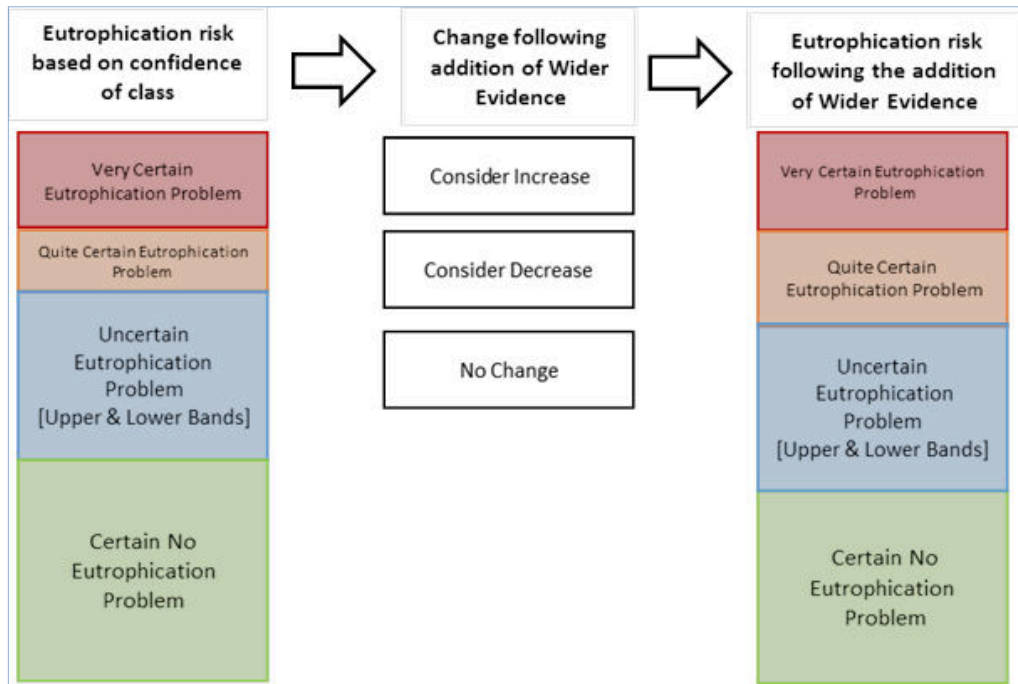 Eutrophication risk
based on confidence
of class
Change following
addition of Wider
Evidence
Eutrophication risk
following the addition
of Wider Evidence
Very Certain
Eutrophication Problem
Quite Certain Eutrophication
Problem
Uncertain
Eutrophication
Problem
[Upper & Lower Bands]
Certain No
Eutrophication
Problem
Consider Increase
Consider Decrease
No Change
Very Certain Eutrophication
Problem
Quite Certain
Eutrophication Problem
Uncertain
Eutrophication
Problem
[Upper & Lower Bands]
Certain No
Eutrophication
Problem